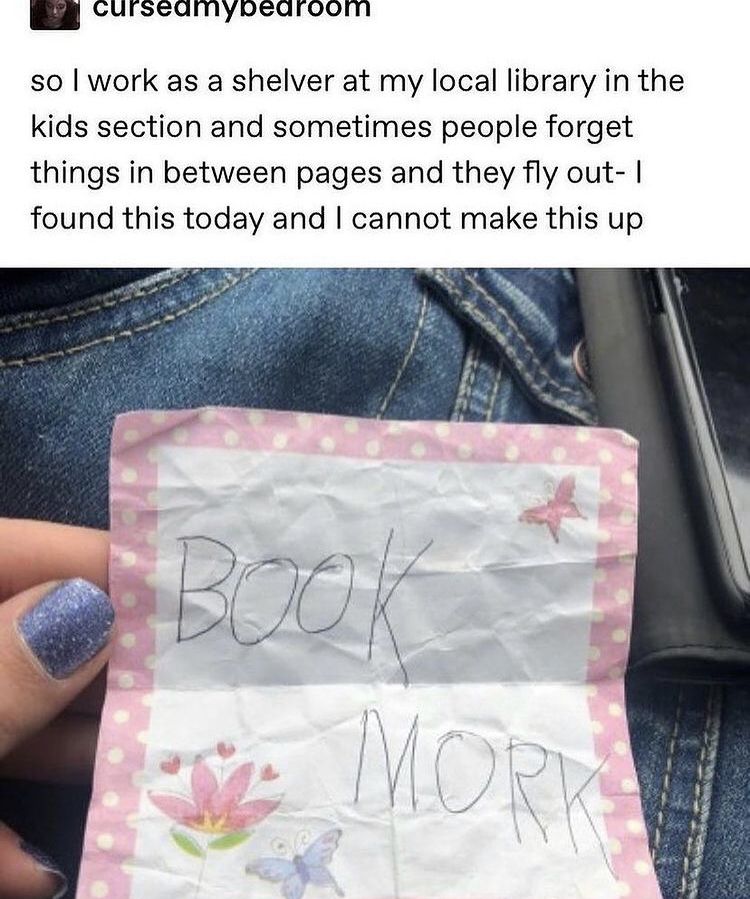 cursedmybedroom
so I work as a shelver at my local library in the
kids section and sometimes people forget
things in between pages and they fly out- I
found this today and I cannot make this up
BOOK
MORK